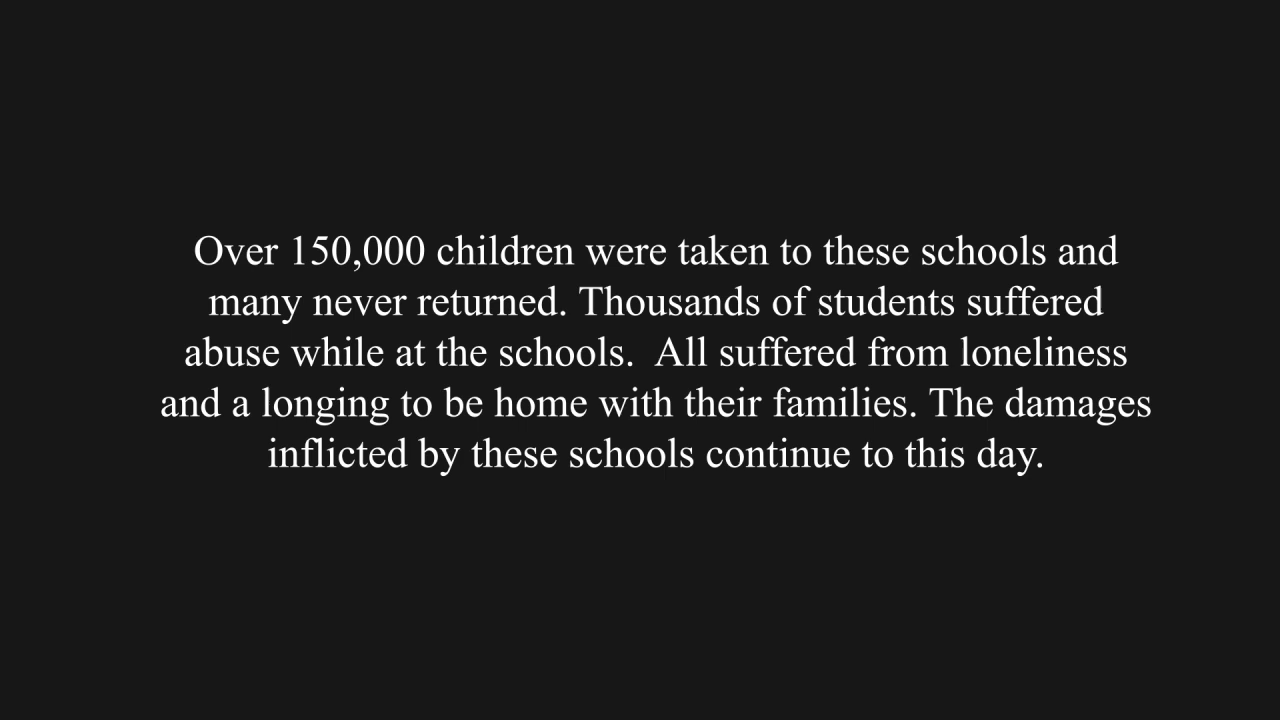 Over 150,000 children were taken to these schools and
many never returned. Thousands of students suffered
abuse while at the schools.  All suffered from loneliness
and a longing to be home with their families. The damages
inflicted by these schools continue to this day.